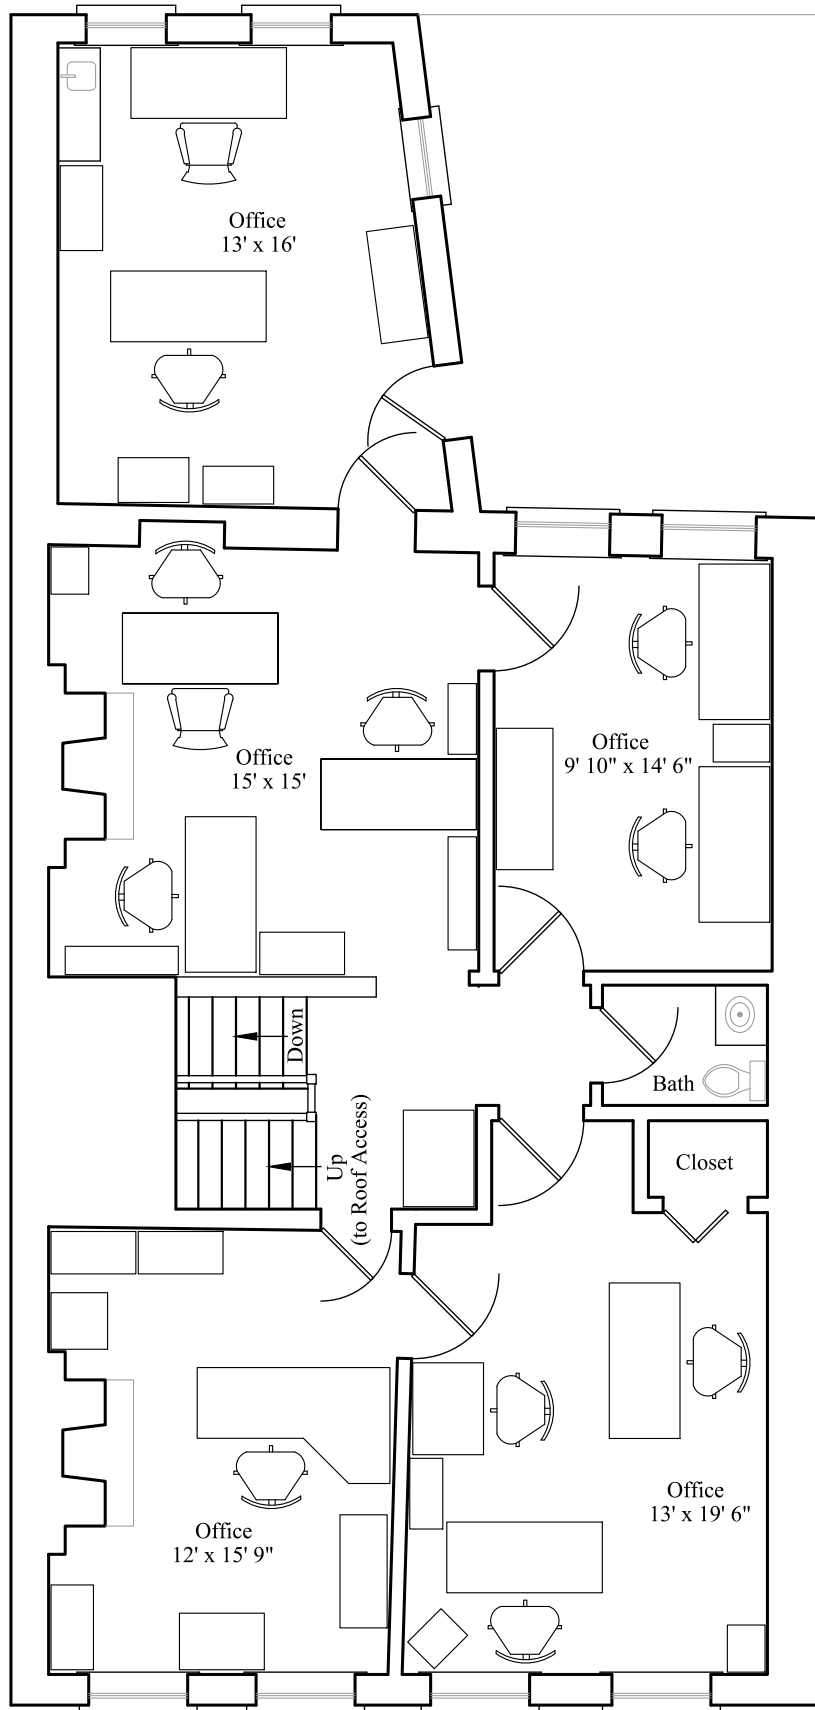 Office
13' x 16'
Office
15' x 15'
Office
9' 10" x 14' 6"
Down
Up
(to Roof Access)
Bath
Closet
Office
13' x 19' 6"
Office
12' x 15' 9"